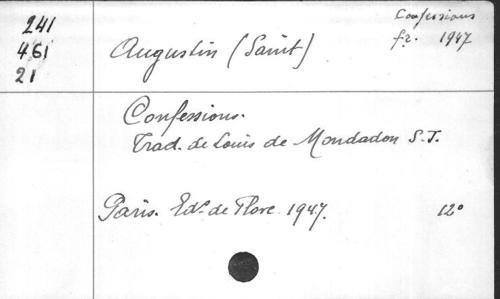 241
461
21
Augustin (Saint)
Confessions
fr. 1947
Confessions.
Trad. de Louis de Mondadon S.J.
Paris. Edns de Flore 1947. 12°